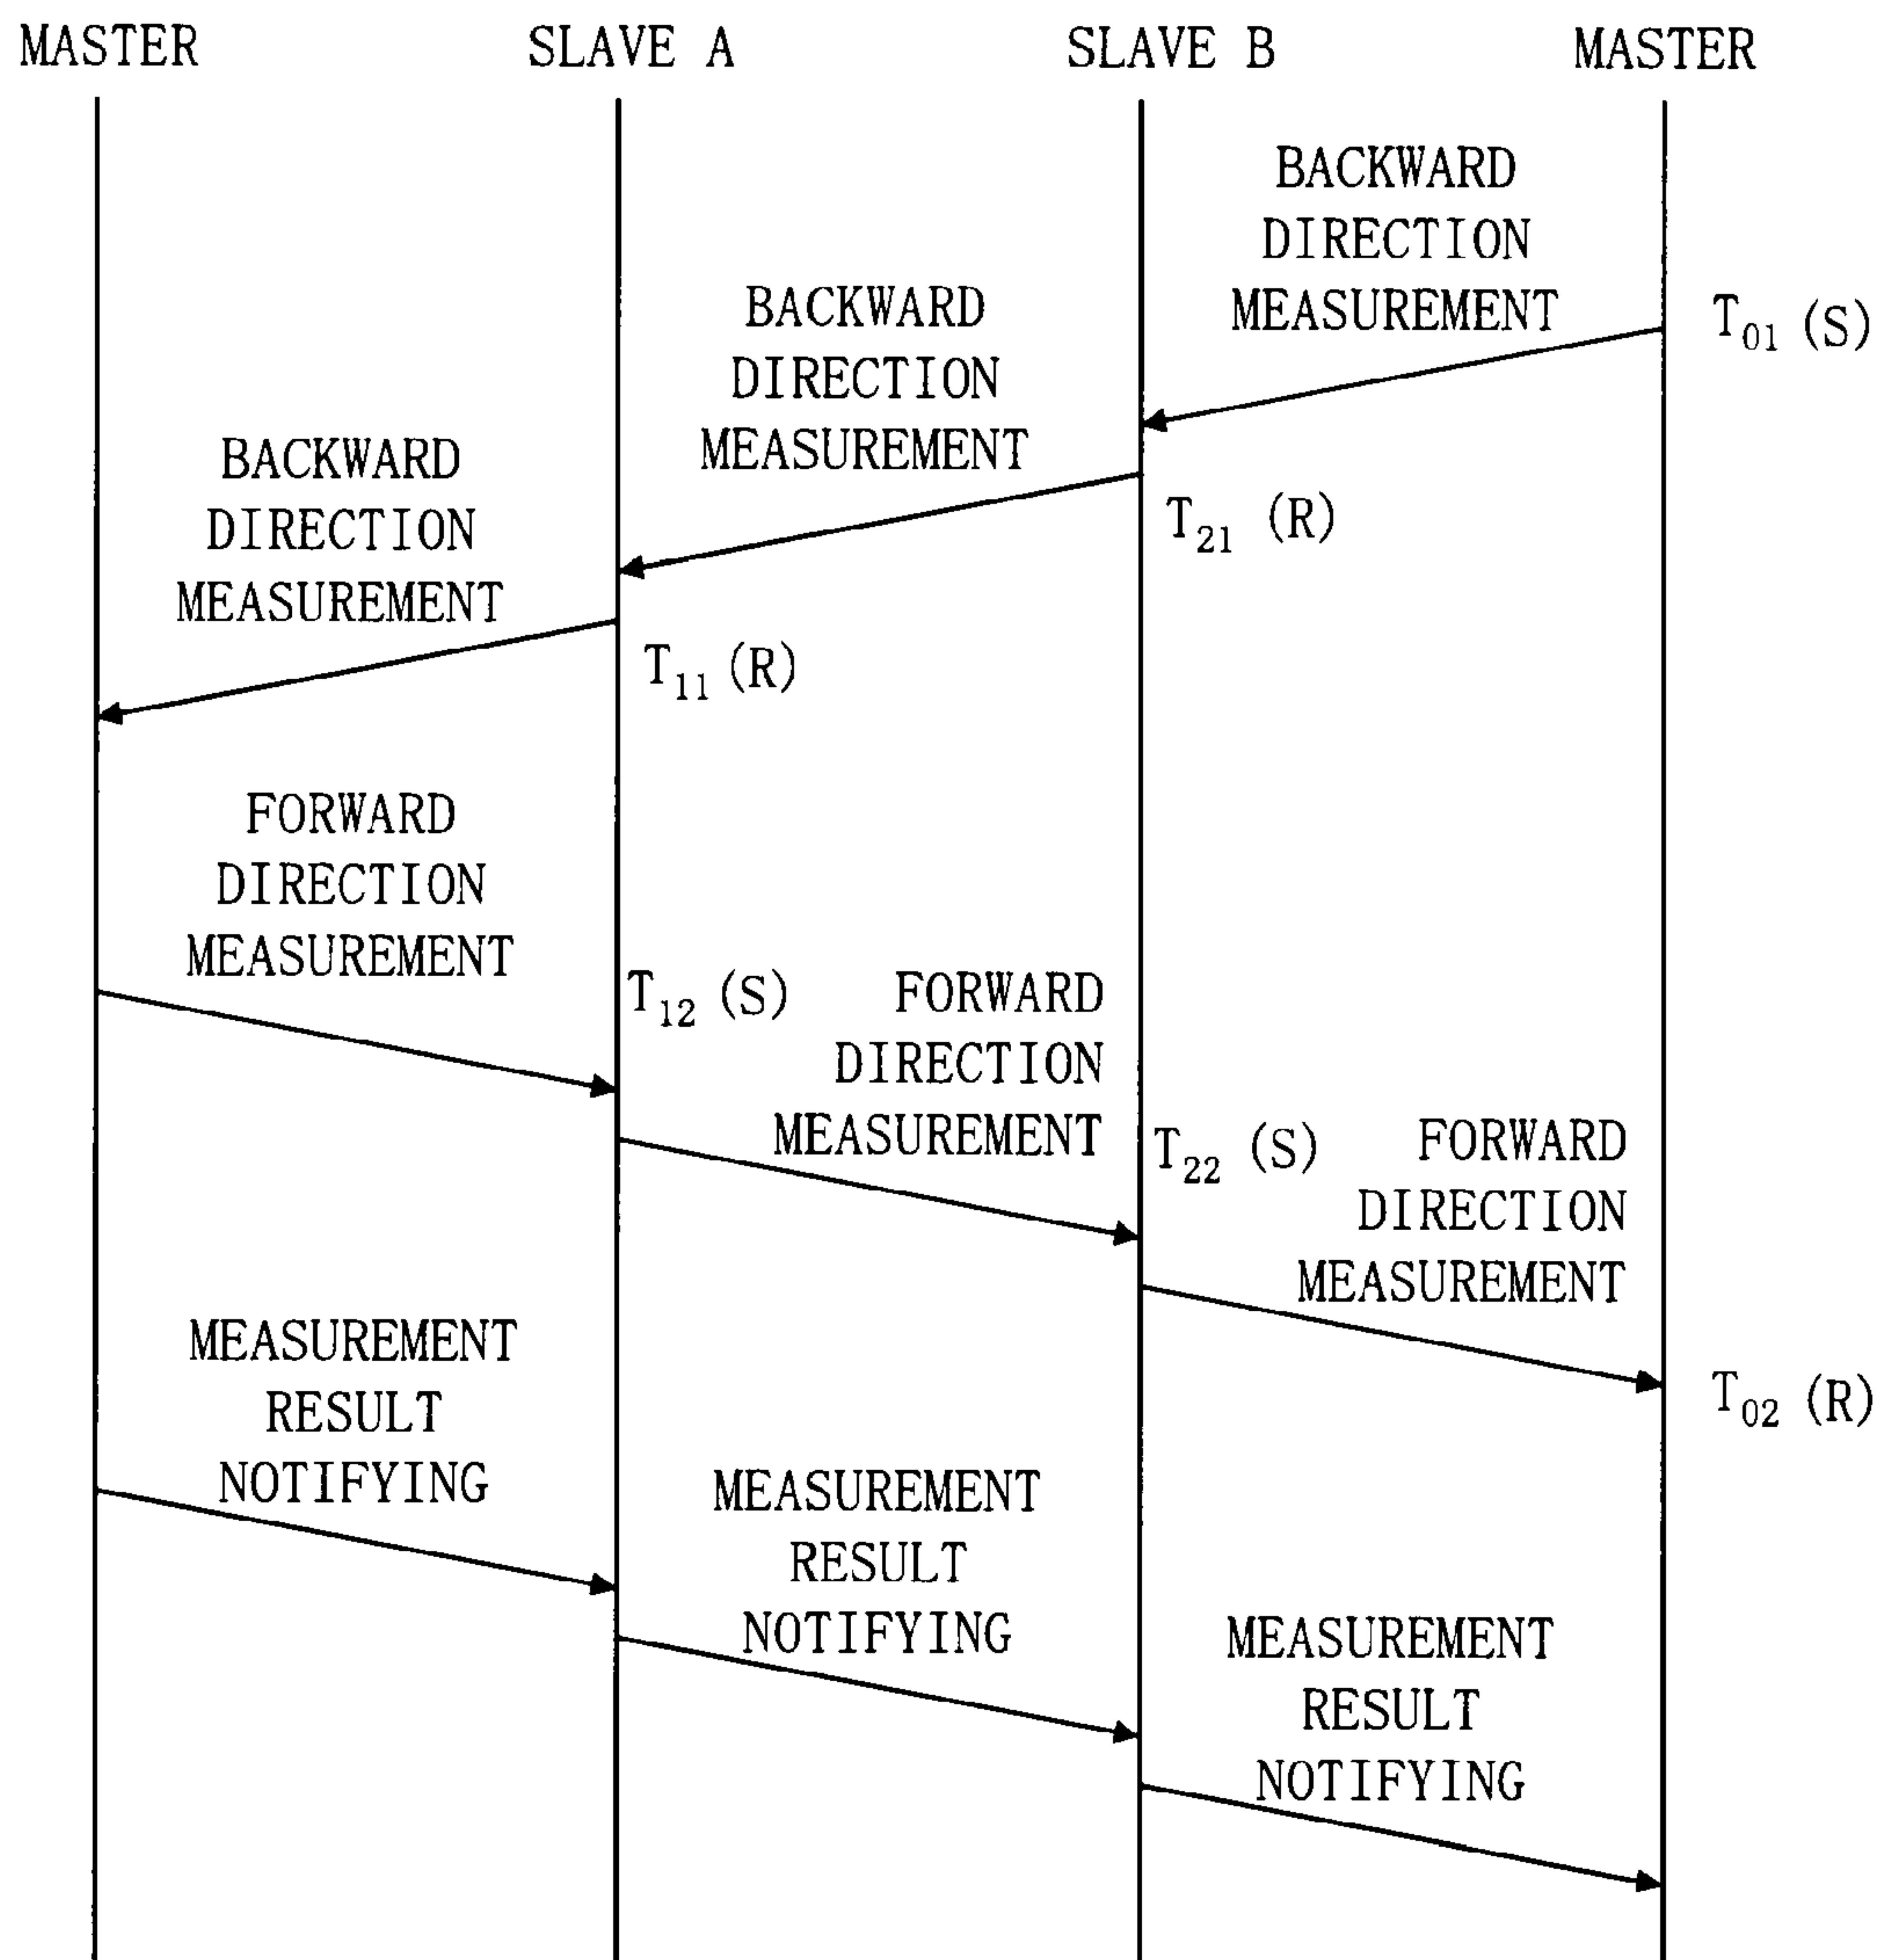 MASTER
SLAVE A
SLAVE B
MASTER
BACKWARD
DIRECTION
MEASUREMENT
T01 (S)
BACKWARD
DIRECTION
MEASUREMENT
T21 (R)
BACKWARD
DIRECTION
MEASUREMENT
T11 (R)
FORWARD
DIRECTION
MEASUREMENT
T12 (S)
FORWARD
DIRECTION
MEASUREMENT
T22 (S)
FORWARD
DIRECTION
MEASUREMENT
T02 (R)
MEASUREMENT
RESULT
NOTIFYING
MEASUREMENT
RESULT
NOTIFYING
MEASUREMENT
RESULT
NOTIFYING